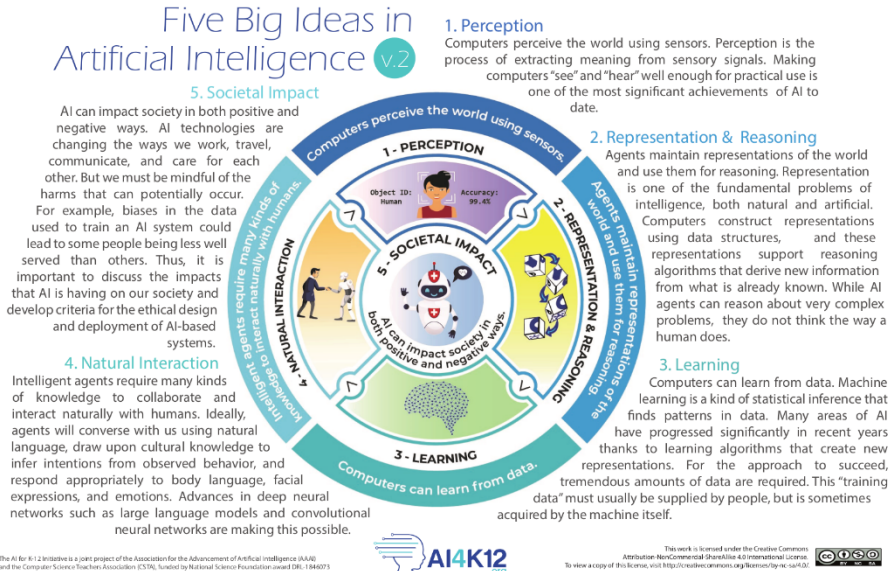 Five Big Ideas in
Artificial Intelligence v.2
1. Perception
Computers perceive the world using sensors. Perception is the
process of extracting meaning from sensory signals. Making
computers “see” and “hear” well enough for practical use is
one of the most significant achievements of AI to
date.
2. Representation & Reasoning
Agents maintain representations of the world
and use them for reasoning. Representation
is one of the fundamental problems of
intelligence, both natural and artificial.
Computers construct representations
using data structures, and these
representations support reasoning
algorithms that derive new information
from what is already known. While AI
agents can reason about very complex
problems, they do not think the way a
human does.
3. Learning
Computers can learn from data. Machine
learning is a kind of statistical inference that
finds patterns in data. Many areas of AI
have progressed significantly in recent years
thanks to learning algorithms that create new
representations. For the approach to succeed,
tremendous amounts of data are required. This “training
data” must usually be supplied by people, but is sometimes
acquired by the machine itself.
4. Natural Interaction
Intelligent agents require many kinds
of knowledge to collaborate and
interact naturally with humans. Ideally,
agents will converse with us using natural
language, draw upon cultural knowledge to
infer intentions from observed behavior, and
respond appropriately to body language, facial
expressions, and emotions. Advances in deep neural
networks such as large language models and convolutional
neural networks are making this possible.
5. Societal Impact
AI can impact society in both positive and
negative ways. AI technologies are
changing the ways we work, travel,
communicate, and care for each
other. But we must be mindful of the
harms that can potentially occur.
For example, biases in the data
used to train an AI system could
lead to some people being less well
served than others. Thus, it is
important to discuss the impacts
that AI is having on our society and
develop criteria for the ethical design
and deployment of AI-based
systems.
Computers perceive the world using sensors.
1 - PERCEPTION
Object ID:
Human
Accuracy:
99.4%
Agents maintain representations of the
world and use them for reasoning.
2 - REPRESENTATION & REASONING
3 - LEARNING
Computers can learn from data.
Intelligent agents require many kinds of
knowledge to interact naturally with humans.
4 - NATURAL INTERACTION
5 - SOCIETAL IMPACT
AI can impact society in
both positive and negative ways.
The AI for K-12 Initiative is a joint project of the Association for the Advancement of Artificial Intelligence (AAAI)
and the Computer Science Teachers Association (CSTA), funded by National Science Foundation award DRL-1846073
AI4K12
.org
This work is licensed under the Creative Commons
Attribution-NonCommercial-ShareAlike 4.0 International License.
To view a copy of this license, visit http://creativecommons.org/licenses/by-nc-sa/4.0/.
CC BY NC SA